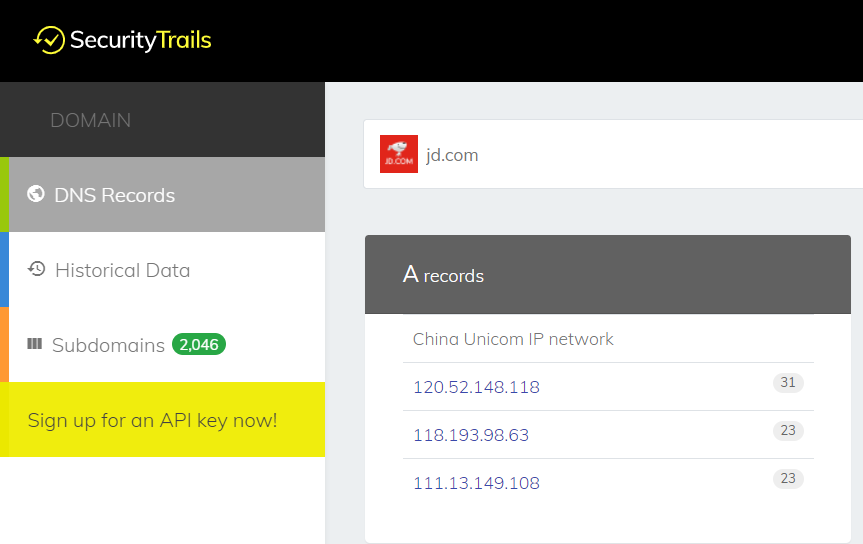 SecurityTrails
DOMAIN
DNS Records
Historical Data
Subdomains 2,046
Sign up for an API key now!
JD.COM jd.com
A records
China Unicom IP network
120.52.148.118 31
118.193.98.63 23
111.13.149.108 23